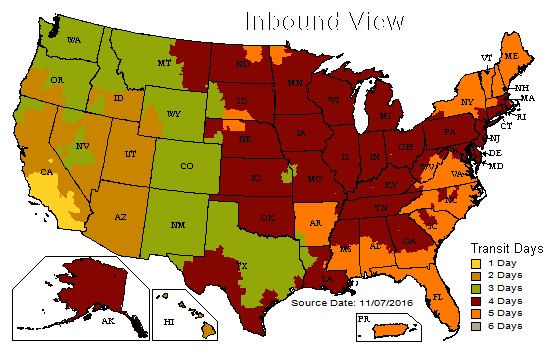 Inbound View
WA
MT
ND
MN
ME
VT
NH
MA
RI
CT
NJ
DE
MD
OR
ID
SD
WI
MI
NY
WY
NE
IA
PA
NV
UT
CO
IL
IN
OH
WV
VA
CA
KS
MO
KY
NC
TN
AZ
NM
OK
AR
SC
MS
AL
GA
TX
LA
FL
AK
HI
PR
Source Date: 11/07/2016
Transit Days
1 Day
2 Days
3 Days
4 Days
5 Days
6 Days